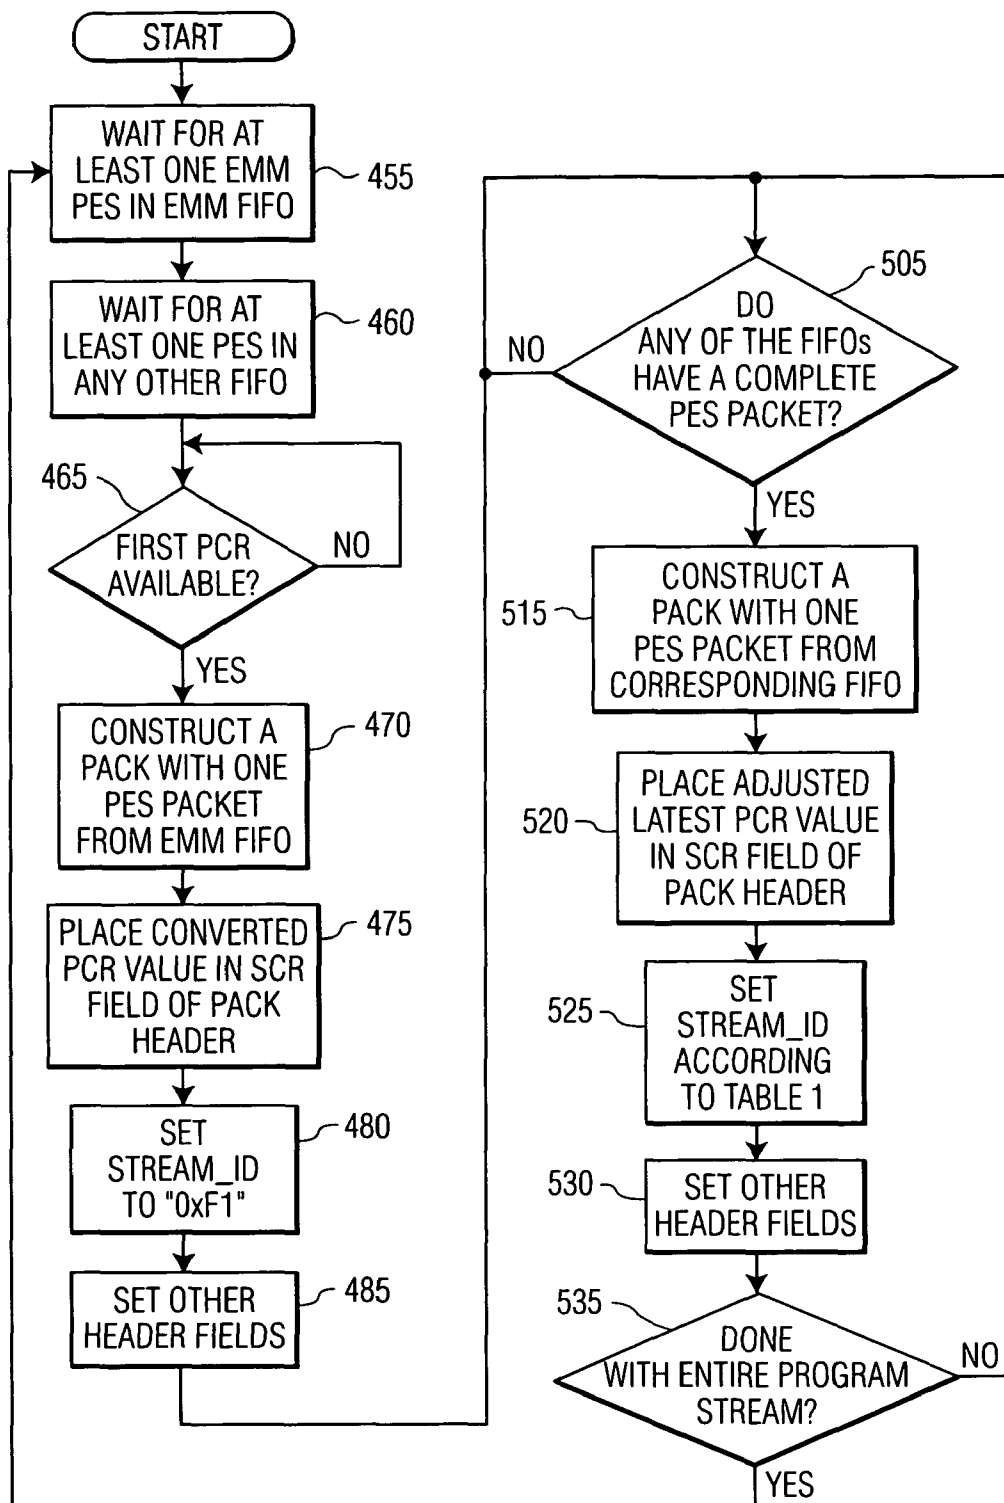 START
WAIT FOR AT
LEAST ONE EMM
PES IN EMM FIFO
455
WAIT FOR AT
LEAST ONE PES IN
ANY OTHER FIFO
460
465
FIRST PCR
AVAILABLE?
NO
YES
CONSTRUCT A
PACK WITH ONE
PES PACKET
FROM EMM FIFO
470
PLACE CONVERTED
PCR VALUE IN SCR
FIELD OF PACK
HEADER
475
SET
STREAM_ID
TO "0xF1"
480
SET OTHER
HEADER FIELDS
485
505
DO
ANY OF THE FIFOs
HAVE A COMPLETE
PES PACKET?
NO
YES
CONSTRUCT A
PACK WITH ONE
PES PACKET FROM
CORRESPONDING FIFO
515
PLACE ADJUSTED
LATEST PCR VALUE
IN SCR FIELD OF
PACK HEADER
520
SET
STREAM_ID
ACCORDING
TO TABLE 1
525
SET OTHER
HEADER FIELDS
530
535
DONE
WITH ENTIRE PROGRAM
STREAM?
NO
YES